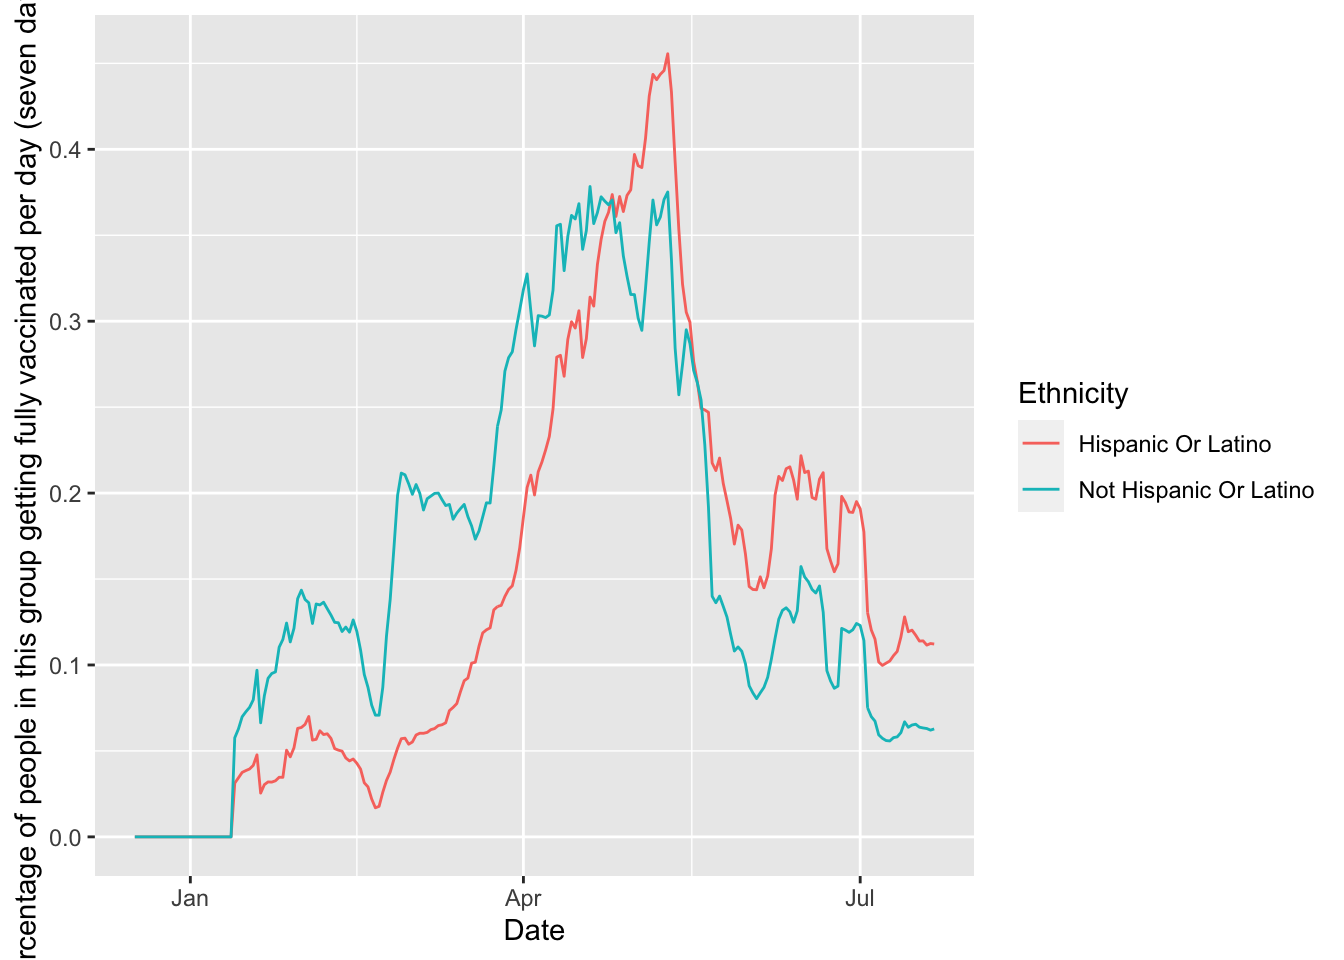 rcentage of people in this group getting fully vaccinated per day (seven da
0.4
0.3
0.2
0.1
0.0
Jan
Apr
Jul
Date
Ethnicity
Hispanic Or Latino
Not Hispanic Or Latino